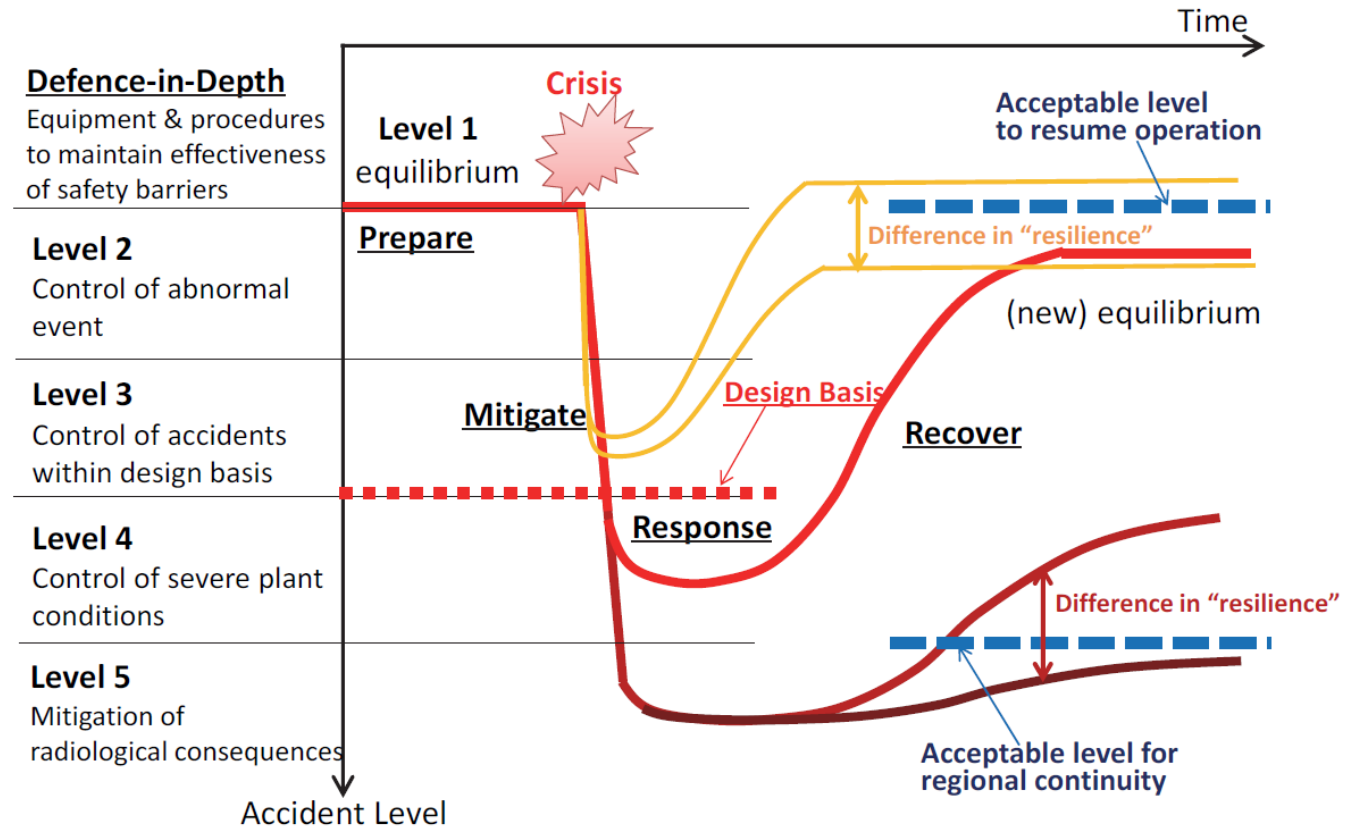 Time
Defence-in-Depth
Equipment & procedures
to maintain effectiveness
of safety barriers
Level 1
equilibrium
Crisis
Acceptable level
to resume operation
Prepare
Difference in “resilience”
Level 2
Control of abnormal
event
(new) equilibrium
Level 3
Control of accidents
within design basis
Mitigate
Design Basis
Recover
Response
Level 4
Control of severe plant
conditions
Difference in “resilience”
Level 5
Mitigation of
radiological consequences
Acceptable level for
regional continuity
Accident Level